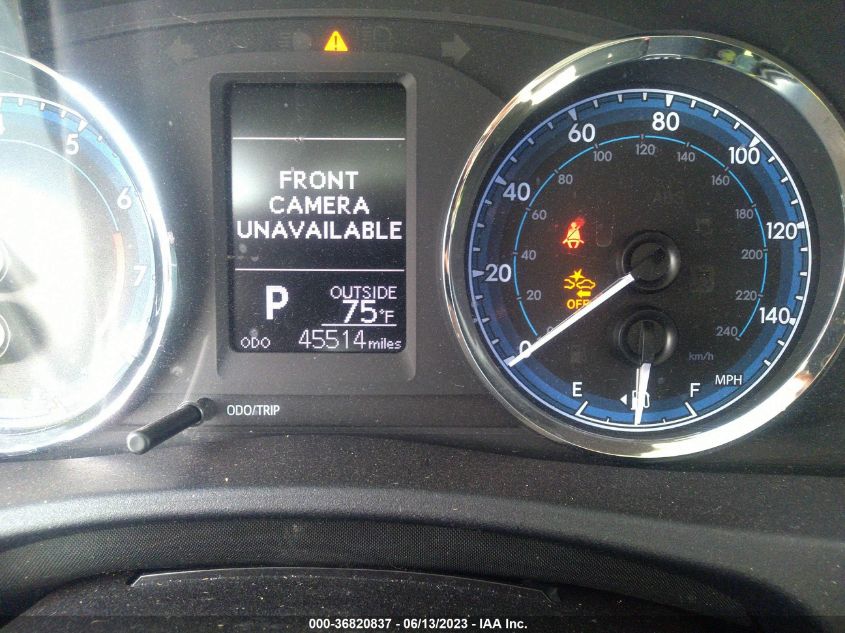 FRONT
CAMERA
UNAVAILABLE
P
OUTSIDE
75°F
ODO 45514 miles
ODO/TRIP
5
6
7
0
20
40
60
80
100
120
140
MPH
0
20
40
60
80
100
120
140
160
180
200
220
240
km/h
OFF
E
F
000-36820837 - 06/13/2023 - IAA Inc.